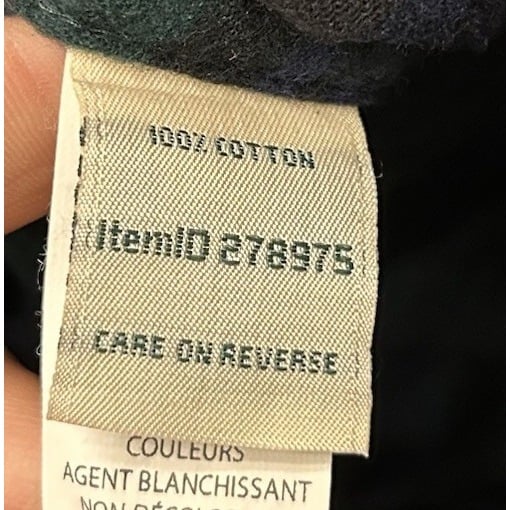 100% COTTON
ItemID 278975
CARE ON REVERSE
COULEURS
AGENT BLANCHISSANT